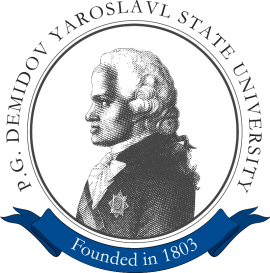 P.G. DEMIDOV YAROSLAVL STATE UNIVERSITY
Founded in 1803